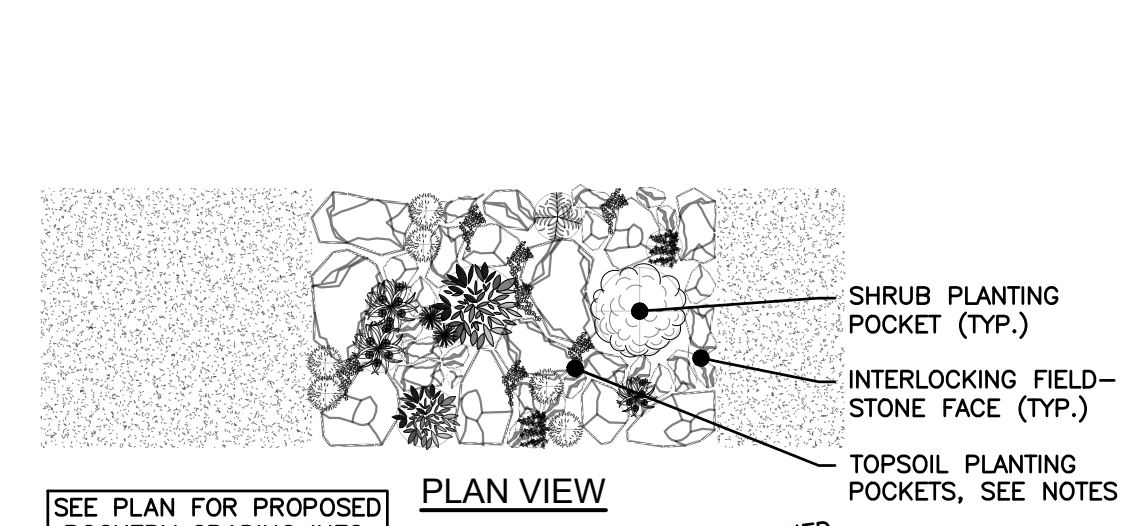 SHRUB PLANTING
POCKET (TYP.)
INTERLOCKING FIELD–
STONE FACE (TYP.)
TOPSOIL PLANTING
POCKETS, SEE NOTES
PLAN VIEW
SEE PLAN FOR PROPOSED